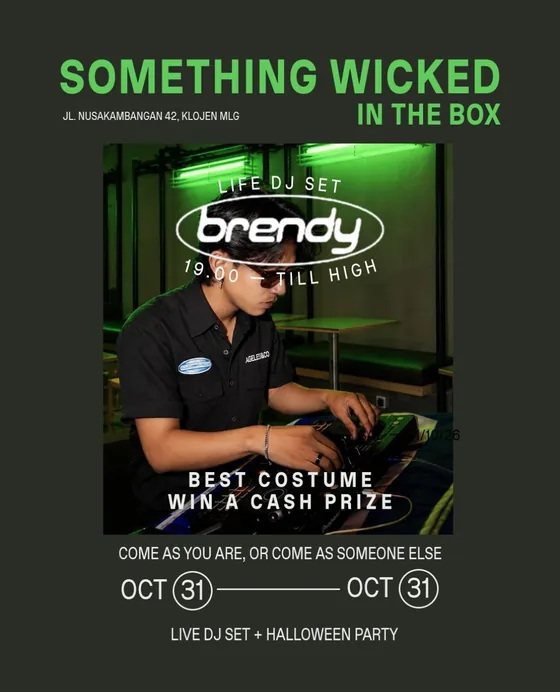 SOMETHING WICKED
IN THE BOX
JL. NUSAKAMBANGAN 42, KLOJEN MLG
LIFE DJ SET
brendy
19.00 — TILL HIGH
AGELESS&CO
BEST COSTUME
WIN A CASH PRIZE
COME AS YOU ARE, OR COME AS SOMEONE ELSE
OCT 31 OCT 31
LIVE DJ SET + HALLOWEEN PARTY